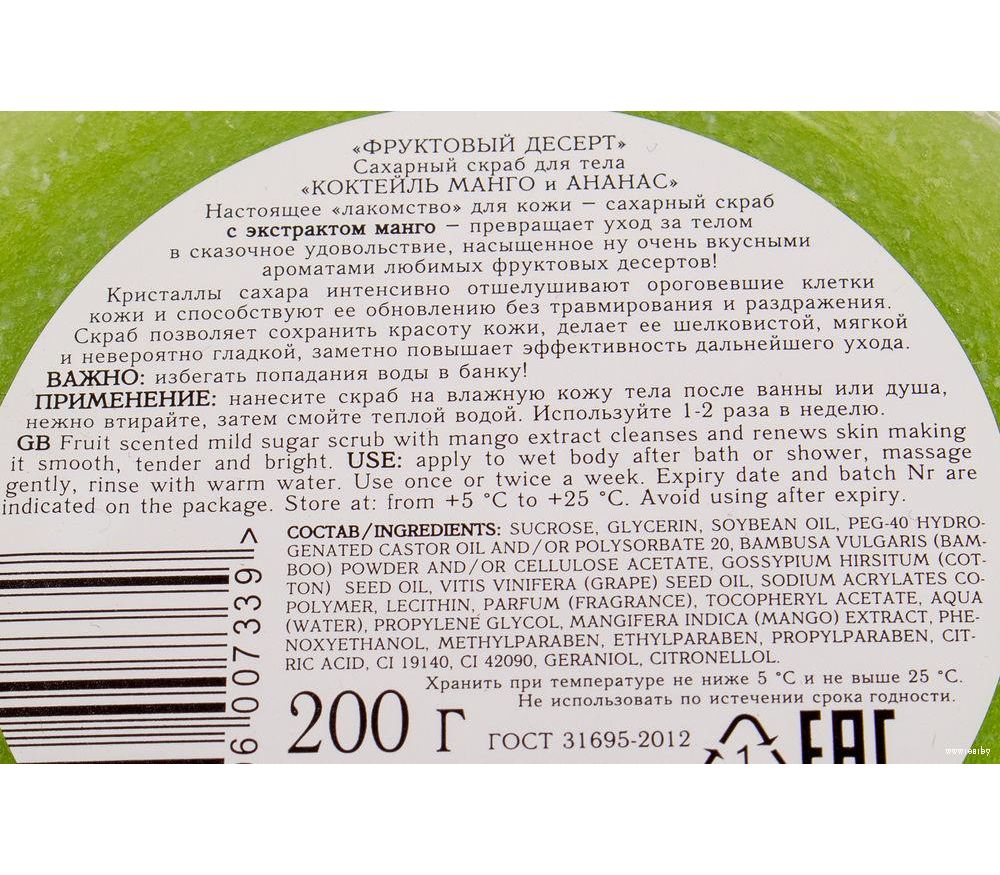 «ФРУКТОВЫЙ ДЕСЕРТ»
Сахарный скраб для тела
«КОКТЕЙЛЬ МАНГО и АНАНАС»
Настоящее «лакомство» для кожи – сахарный скраб
с экстрактом манго – превращает уход за телом
в сказочное удовольствие, насыщенное ну очень вкусными
ароматами любимых фруктовых десертов!
Кристаллы сахара интенсивно отшелушивают ороговевшие клетки
кожи и способствуют ее обновлению без травмирования и раздражения.
Скраб позволяет сохранить красоту кожи, делает ее шелковистой, мягкой
и невероятно гладкой, заметно повышает эффективность дальнейшего ухода.
ВАЖНО: избегать попадания воды в банку!
ПРИМЕНЕНИЕ: нанесите скраб на влажную кожу тела после ванны или душа,
нежно втирайте, затем смойте теплой водой. Используйте 1-2 раза в неделю.
GB Fruit scented mild sugar scrub with mango extract cleanses and renews skin making
it smooth, tender and bright. USE: apply to wet body after bath or shower, massage
gently, rinse with warm water. Use once or twice a week. Expiry date and batch Nr are
indicated on the package. Store at: from +5 °C to +25 °C. Avoid using after expiry.
СОСТАВ/INGREDIENTS: SUCROSE, GLYCERIN, SOYBEAN OIL, PEG-40 HYDRO-
GENATED CASTOR OIL AND/OR POLYSORBATE 20, BAMBUSA VULGARIS (BAM-
BOO) POWDER AND/OR CELLULOSE ACETATE, GOSSYPIUM HIRSITUM (COT-
TON) SEED OIL, VITIS VINIFERA (GRAPE) SEED OIL, SODIUM ACRYLATES CO-
POLYMER, LECITHIN, PARFUM (FRAGRANCE), TOCOPHERYL ACETATE, AQUA
(WATER), PROPYLENE GLYCOL, MANGIFERA INDICA (MANGO) EXTRACT, PHE-
NOXYETHANOL, METHYLPARABEN, ETHYLPARABEN, PROPYLPARABEN, CIT-
RIC ACID, CI 19140, CI 42090, GERANIOL, CITRONELLOL.
Хранить при температуре не ниже 5 °C и не выше 25 °C.
Не использовать по истечении срока годности.
6007339 >
200 г
ГОСТ 31695-2012
1
EAC